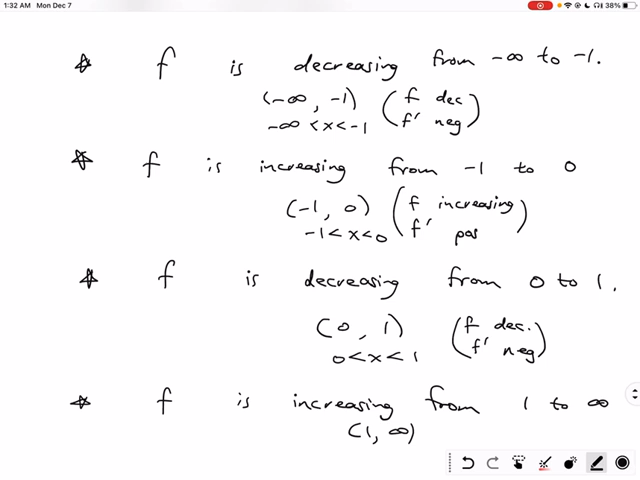 1:32 AM Mon Dec 7
38%
☆ f is decreasing from -∞ to -1.
(-∞, -1) (f dec
-∞ < x < -1 f' neg)
☆ f is increasing from -1 to 0
(-1, 0) (f increasing
-1 < x < 0 f' pos)
☆ f is decreasing from 0 to 1.
(0, 1) (f dec.
0 < x < 1 f' neg)
☆ f is increasing from 1 to ∞
(1, ∞)